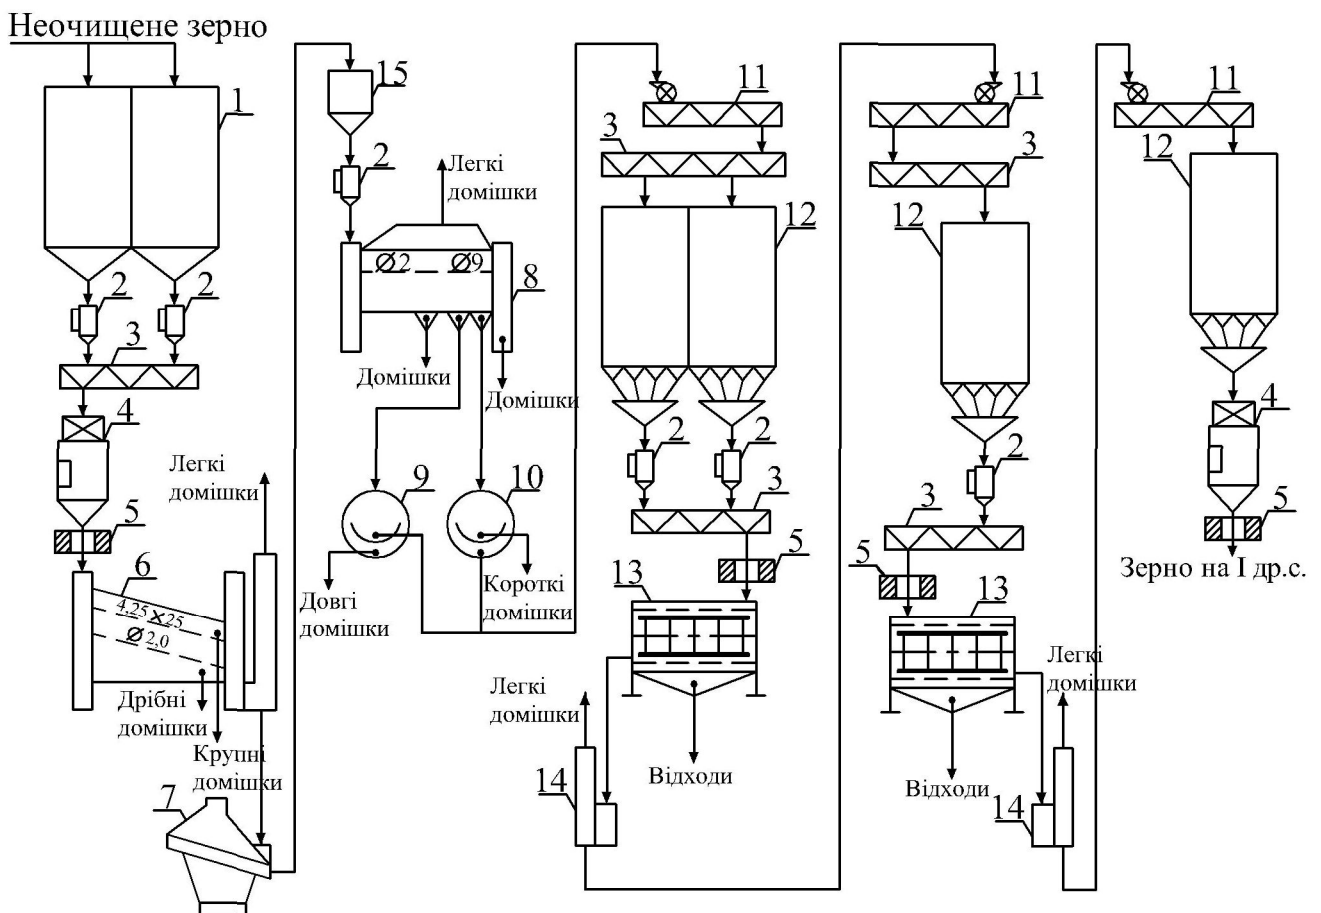 Неочищене зерно
1
2
2
3
4
5
6
4,25×25
Ø2,0
Легкі
домішки
Дрібні
домішки
Крупні
домішки
7
15
2
Легкі
домішки
Ø2
Ø9
8
Домішки
Домішки
9
10
Довгі
домішки
Короткі
домішки
11
3
12
2
2
3
5
13
Легкі
домішки
14
Відходи
11
3
12
2
3
5
13
Легкі
домішки
14
Відходи
11
12
4
5
Зерно на I др.с.